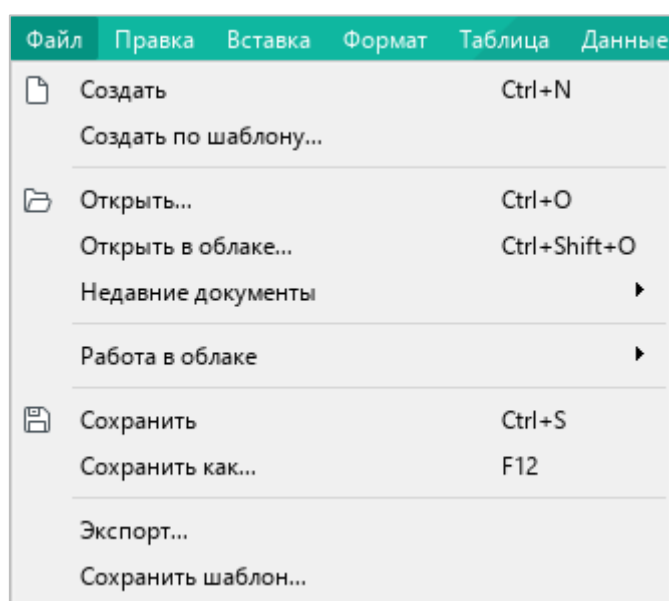 Файл Правка Вставка Формат Таблица Данные
Создать Ctrl+N
Создать по шаблону...
Открыть... Ctrl+O
Открыть в облаке... Ctrl+Shift+O
Недавние документы
Работа в облаке
Сохранить Ctrl+S
Сохранить как... F12
Экспорт...
Сохранить шаблон...